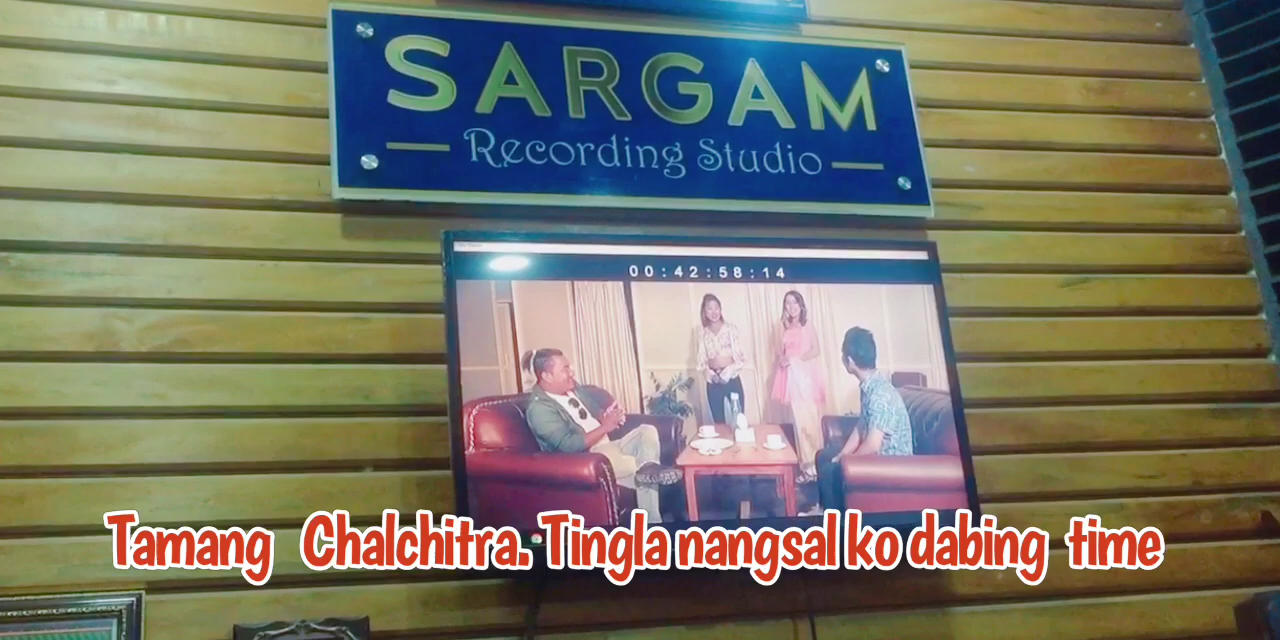 SARGAM
Recording Studio
00:42:58:14
Tamang Chalchitra. Tingla nangsal ko dabing time